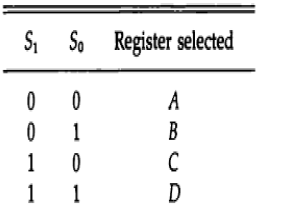 S₁ S₀ Register selected
0 0 A
0 1 B
1 0 C
1 1 D